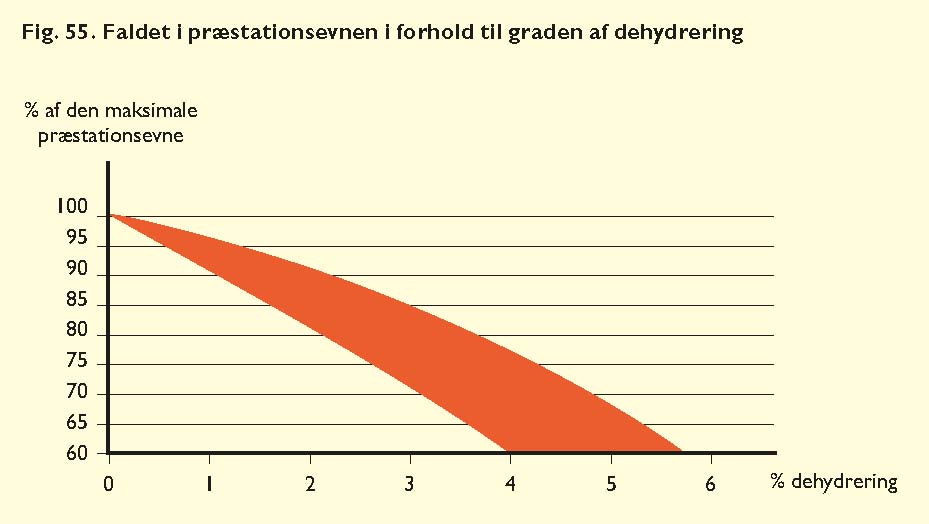 Fig. 55. Faldet i præstationsevnen i forhold til graden af dehydrering
% af den maksimale
præstationsevne
100
95
90
85
80
75
70
65
60
0 1 2 3 4 5 6 % dehydrering